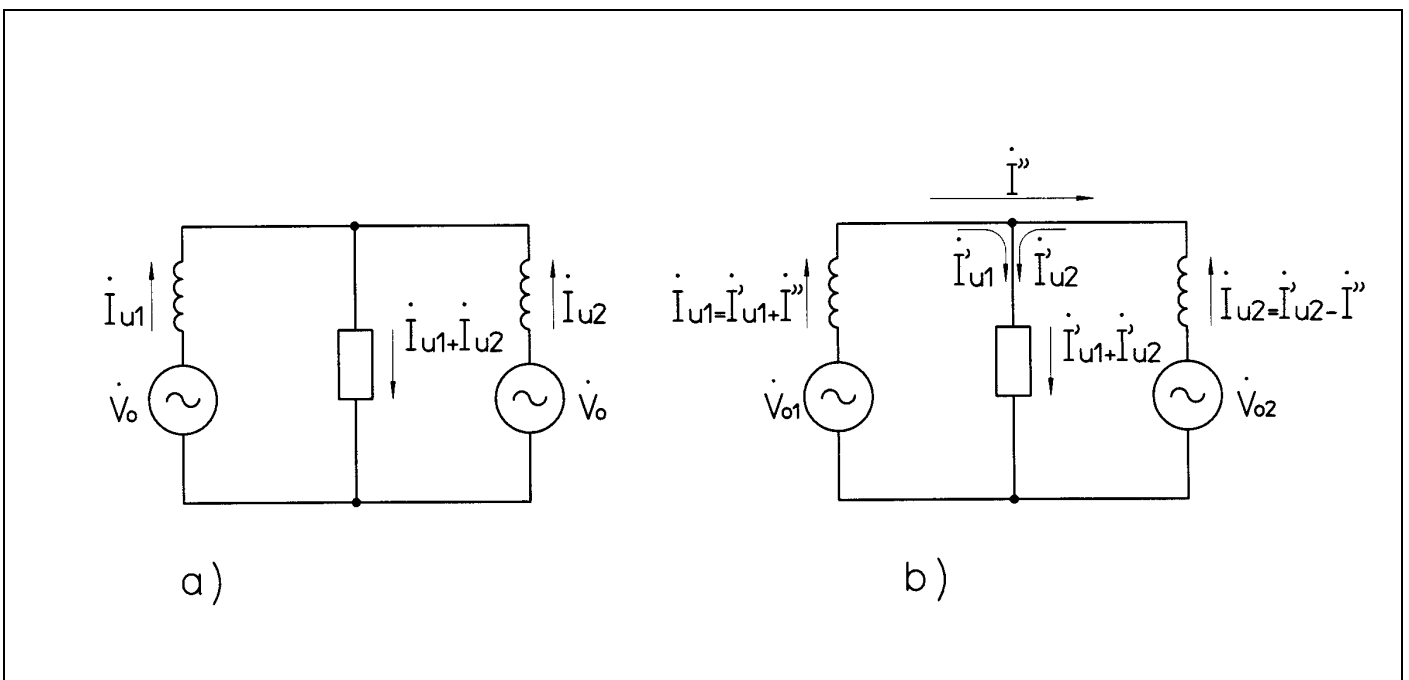 İu1
İu1+İu2
İu2
V̇o
V̇o
a)
İ”
İ'u1
İ'u2
İu1=İ'u1+İ”
İu2=İ'u2-İ”
İ'u1+İ'u2
V̇o1
V̇o2
b)